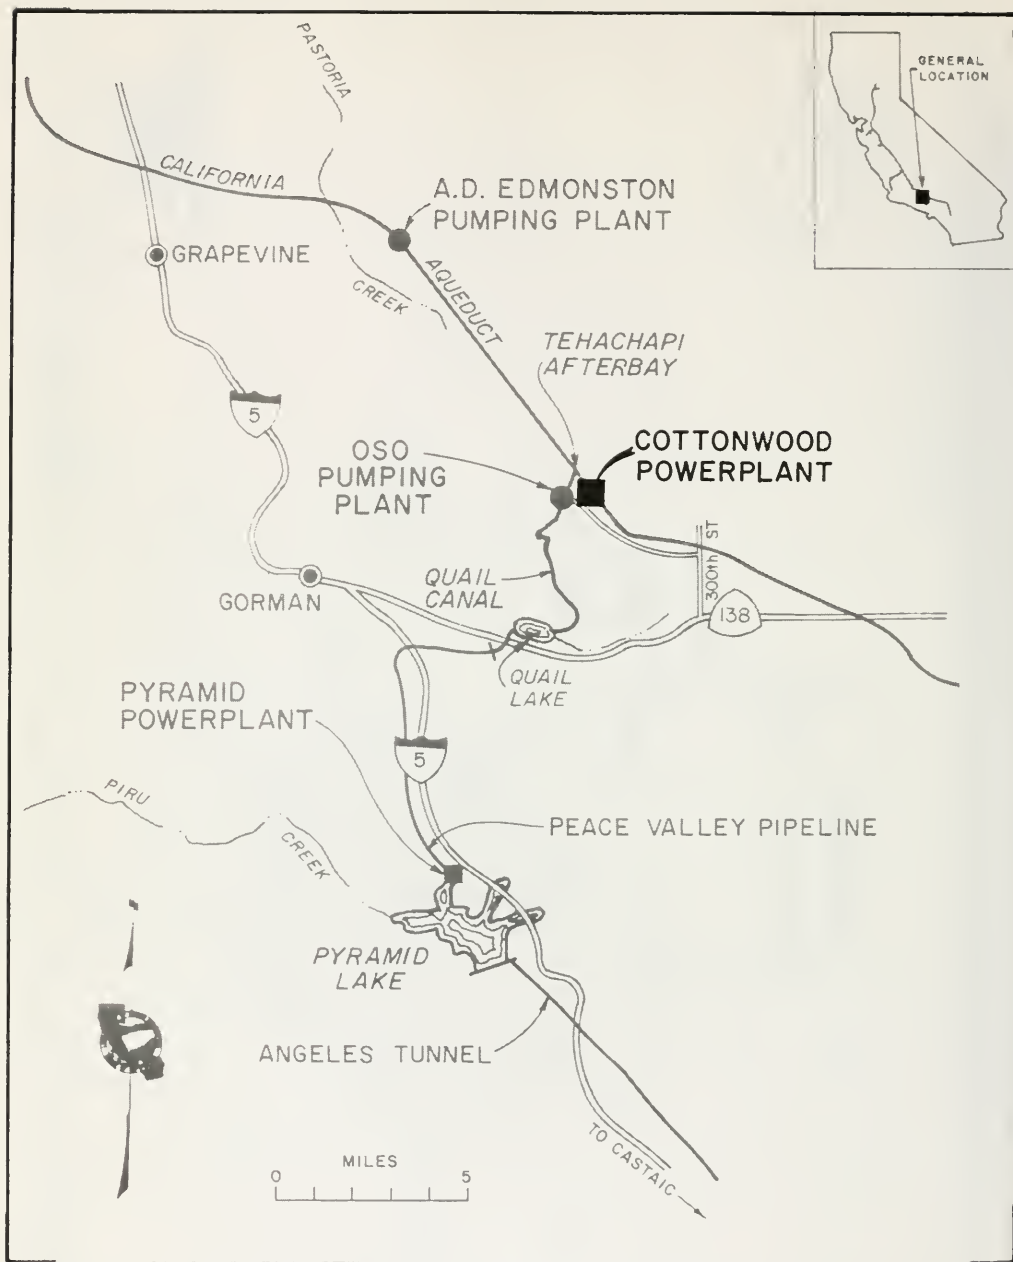 GENERAL
LOCATION
PASTORIA
CREEK
CALIFORNIA
AQUEDUCT
A.D. EDMONSTON
PUMPING PLANT
GRAPEVINE
TEHACHAPI
AFTERBAY
5
OSO
PUMPING
PLANT
COTTONWOOD
POWERPLANT
300th ST
QUAIL
CANAL
GORMAN
138
QUAIL
LAKE
PYRAMID
POWERPLANT
5
PIRU
CREEK
PEACE VALLEY PIPELINE
PYRAMID
LAKE
ANGELES TUNNEL
TO CASTAIC
MILES
0 5